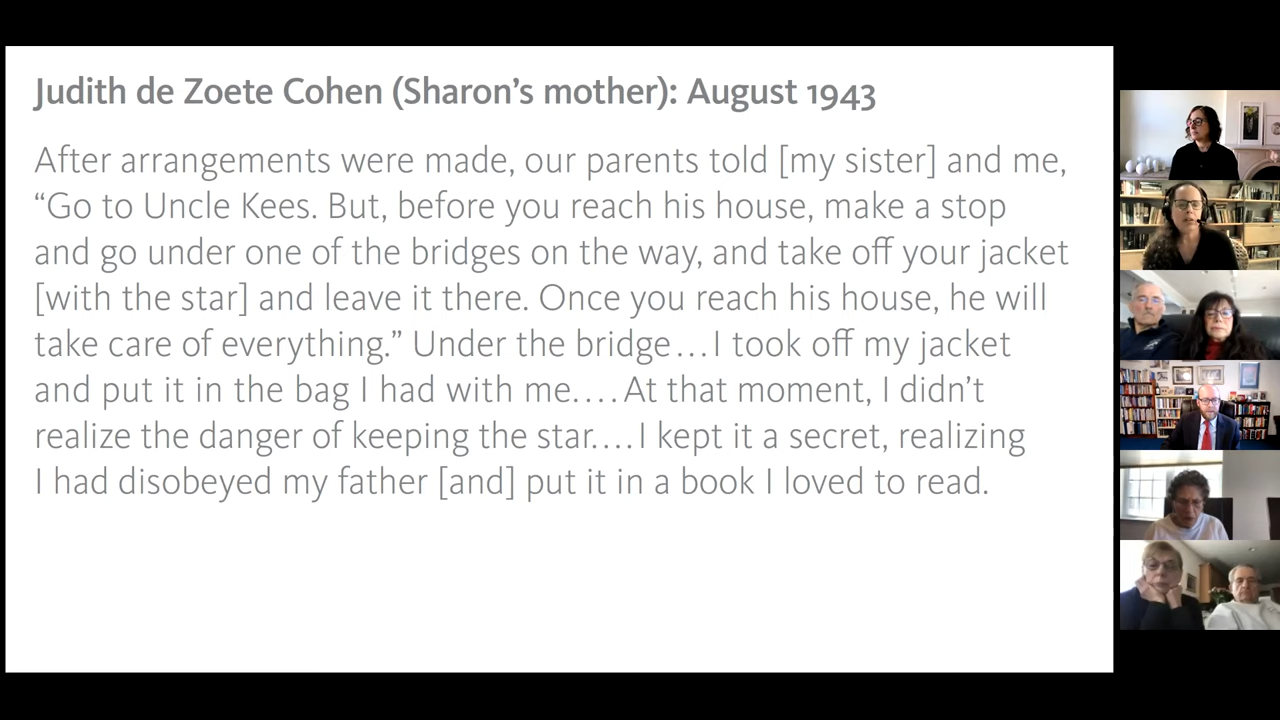 Judith de Zoete Cohen (Sharon’s mother): August 1943
After arrangements were made, our parents told [my sister] and me,
“Go to Uncle Kees. But, before you reach his house, make a stop
and go under one of the bridges on the way, and take off your jacket
[with the star] and leave it there. Once you reach his house, he will
take care of everything.” Under the bridge…I took off my jacket
and put it in the bag I had with me.…At that moment, I didn’t
realize the danger of keeping the star.…I kept it a secret, realizing
I had disobeyed my father [and] put it in a book I loved to read.